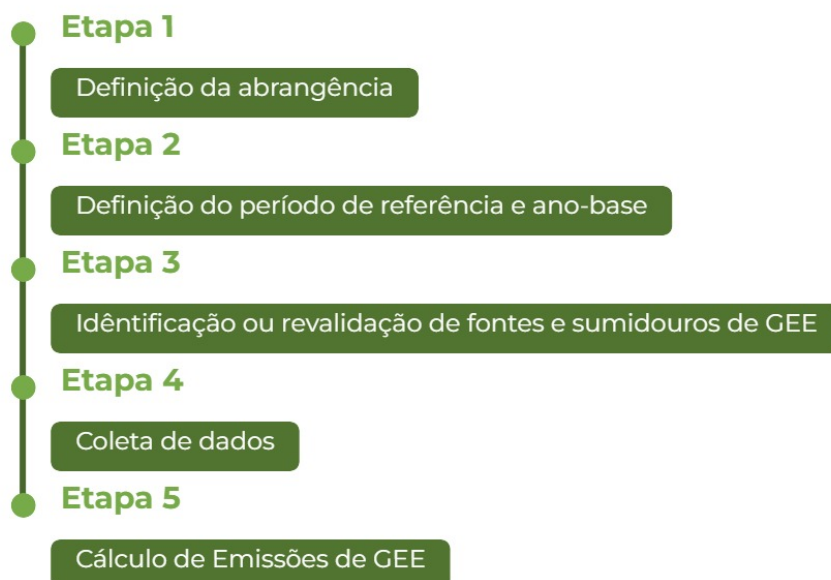 Etapa 1
Definição da abrangência
Etapa 2
Definição do período de referência e ano-base
Etapa 3
Idêntificação ou revalidação de fontes e sumidouros de GEE
Etapa 4
Coleta de dados
Etapa 5
Cálculo de Emissões de GEE